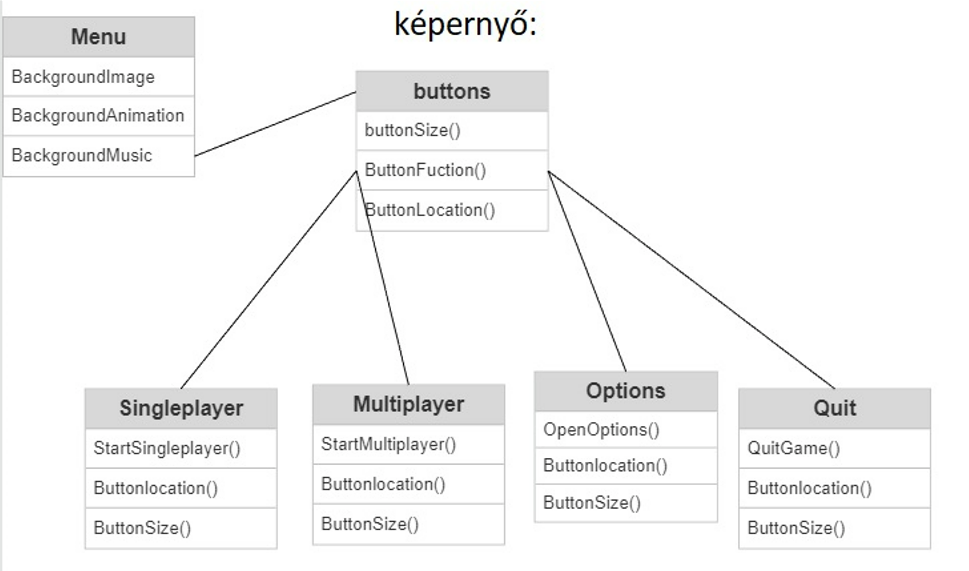 képernyő:
Menu
BackgroundImage
BackgroundAnimation
BackgroundMusic
buttons
buttonSize()
ButtonFuction()
ButtonLocation()
Singleplayer
StartSingleplayer()
Buttonlocation()
ButtonSize()
Multiplayer
StartMultiplayer()
Buttonlocation()
ButtonSize()
Options
OpenOptions()
Buttonlocation()
ButtonSize()
Quit
QuitGame()
Buttonlocation()
ButtonSize()